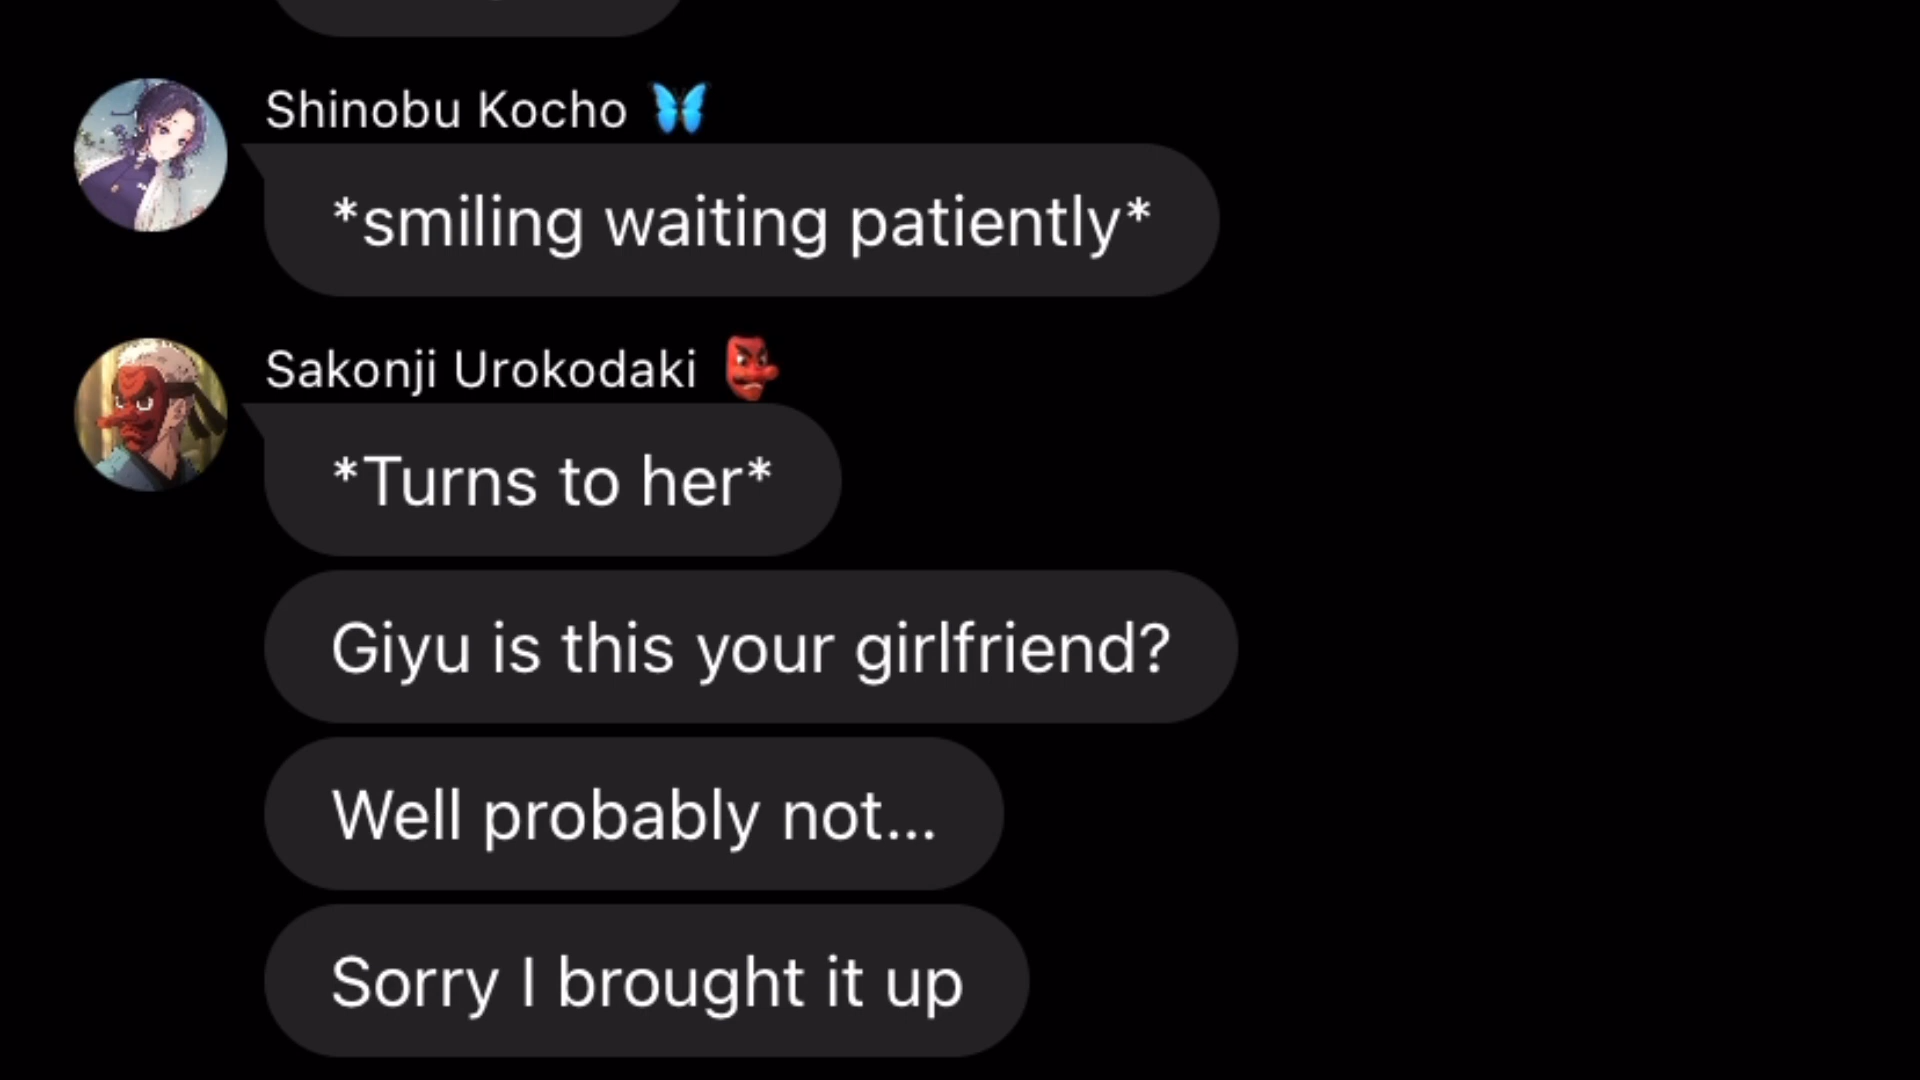 Shinobu Kocho 🦋
*smiling waiting patiently*
Sakonji Urokodaki 👺
*Turns to her*
Giyu is this your girlfriend?
Well probably not...
Sorry I brought it up